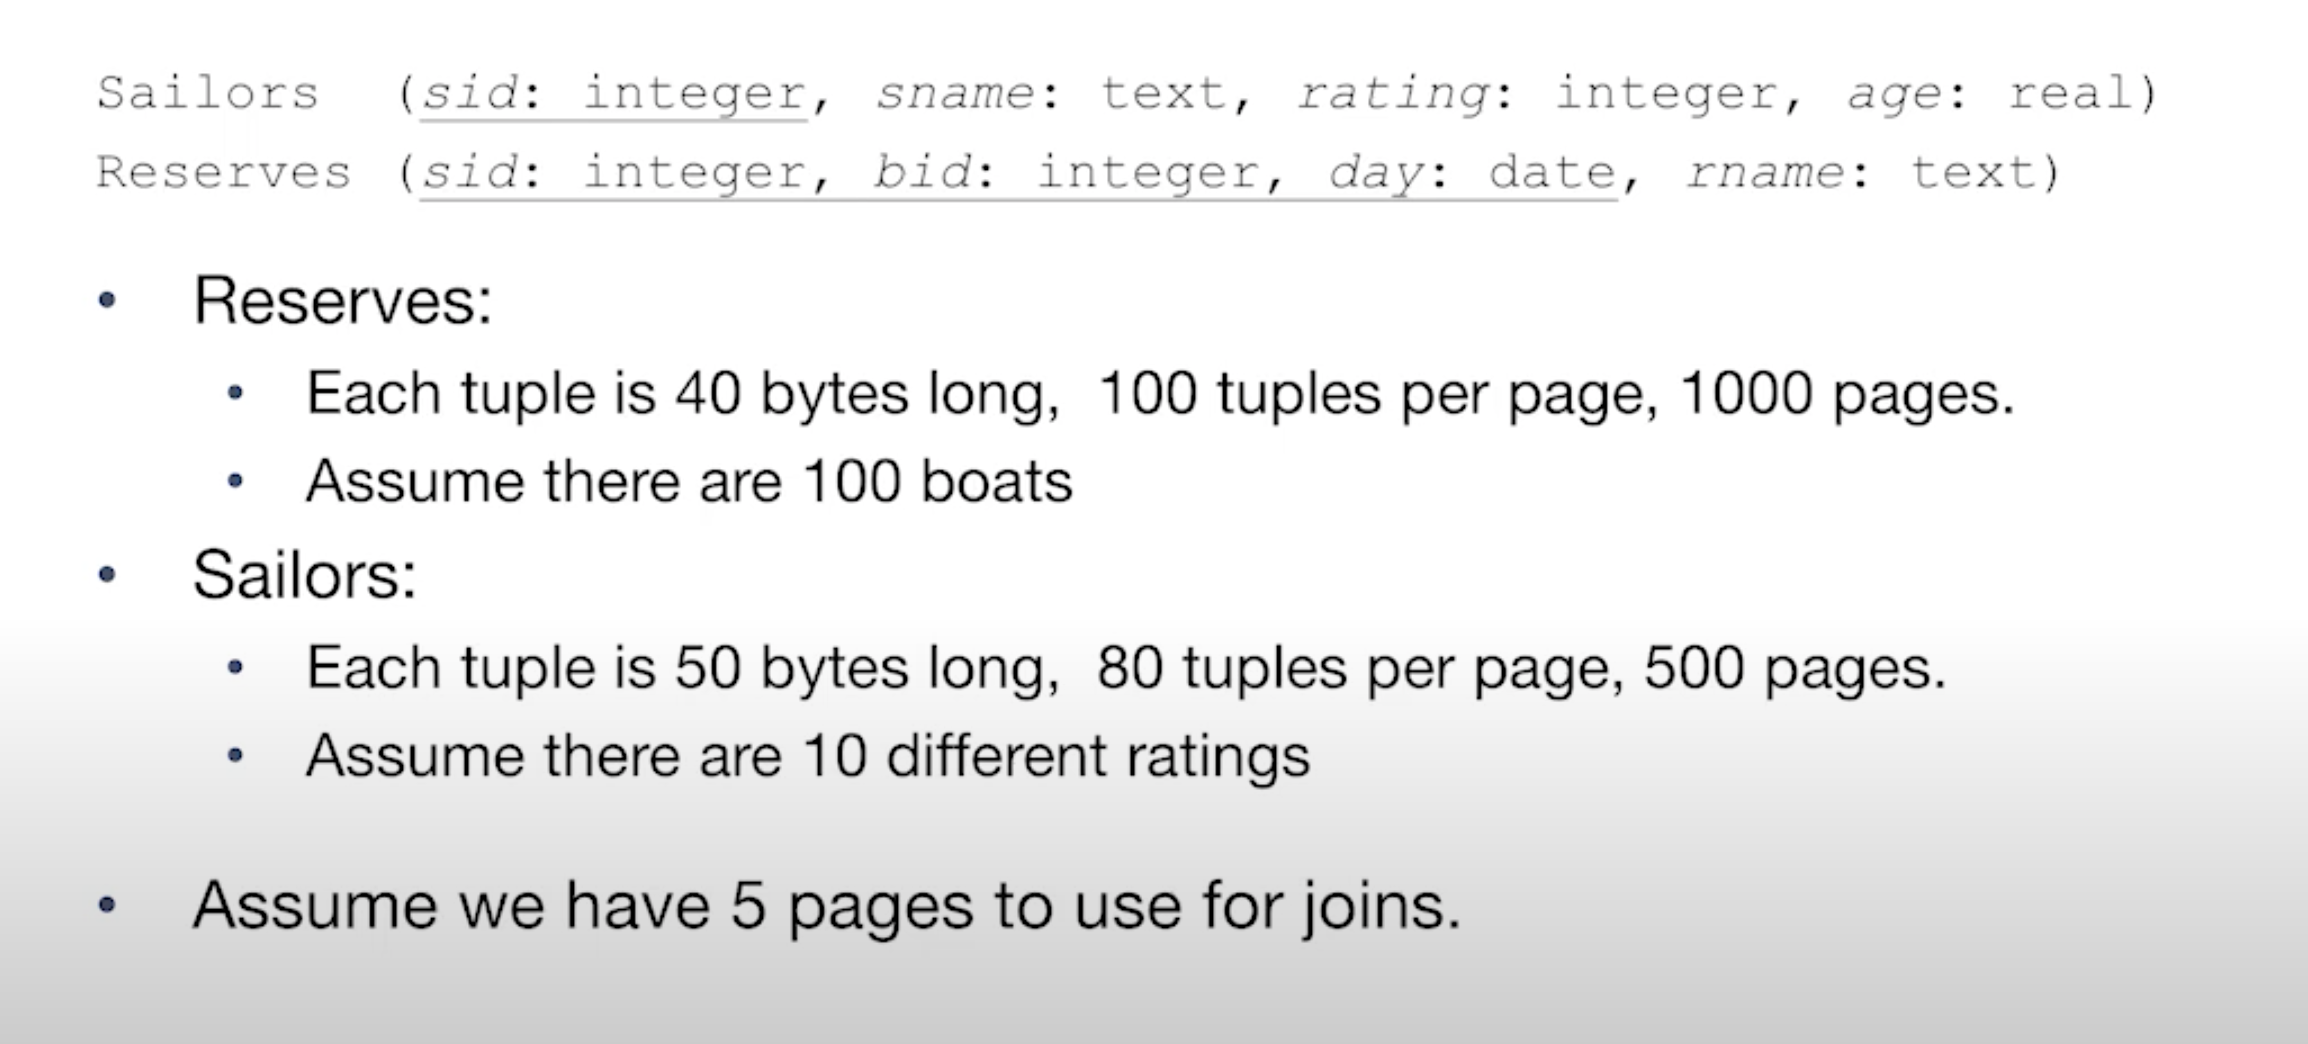 Sailors (sid: integer, sname: text, rating: integer, age: real)
Reserves (sid: integer, bid: integer, day: date, rname: text)
• Reserves:
• Each tuple is 40 bytes long, 100 tuples per page, 1000 pages.
• Assume there are 100 boats
• Sailors:
• Each tuple is 50 bytes long, 80 tuples per page, 500 pages.
• Assume there are 10 different ratings
• Assume we have 5 pages to use for joins.